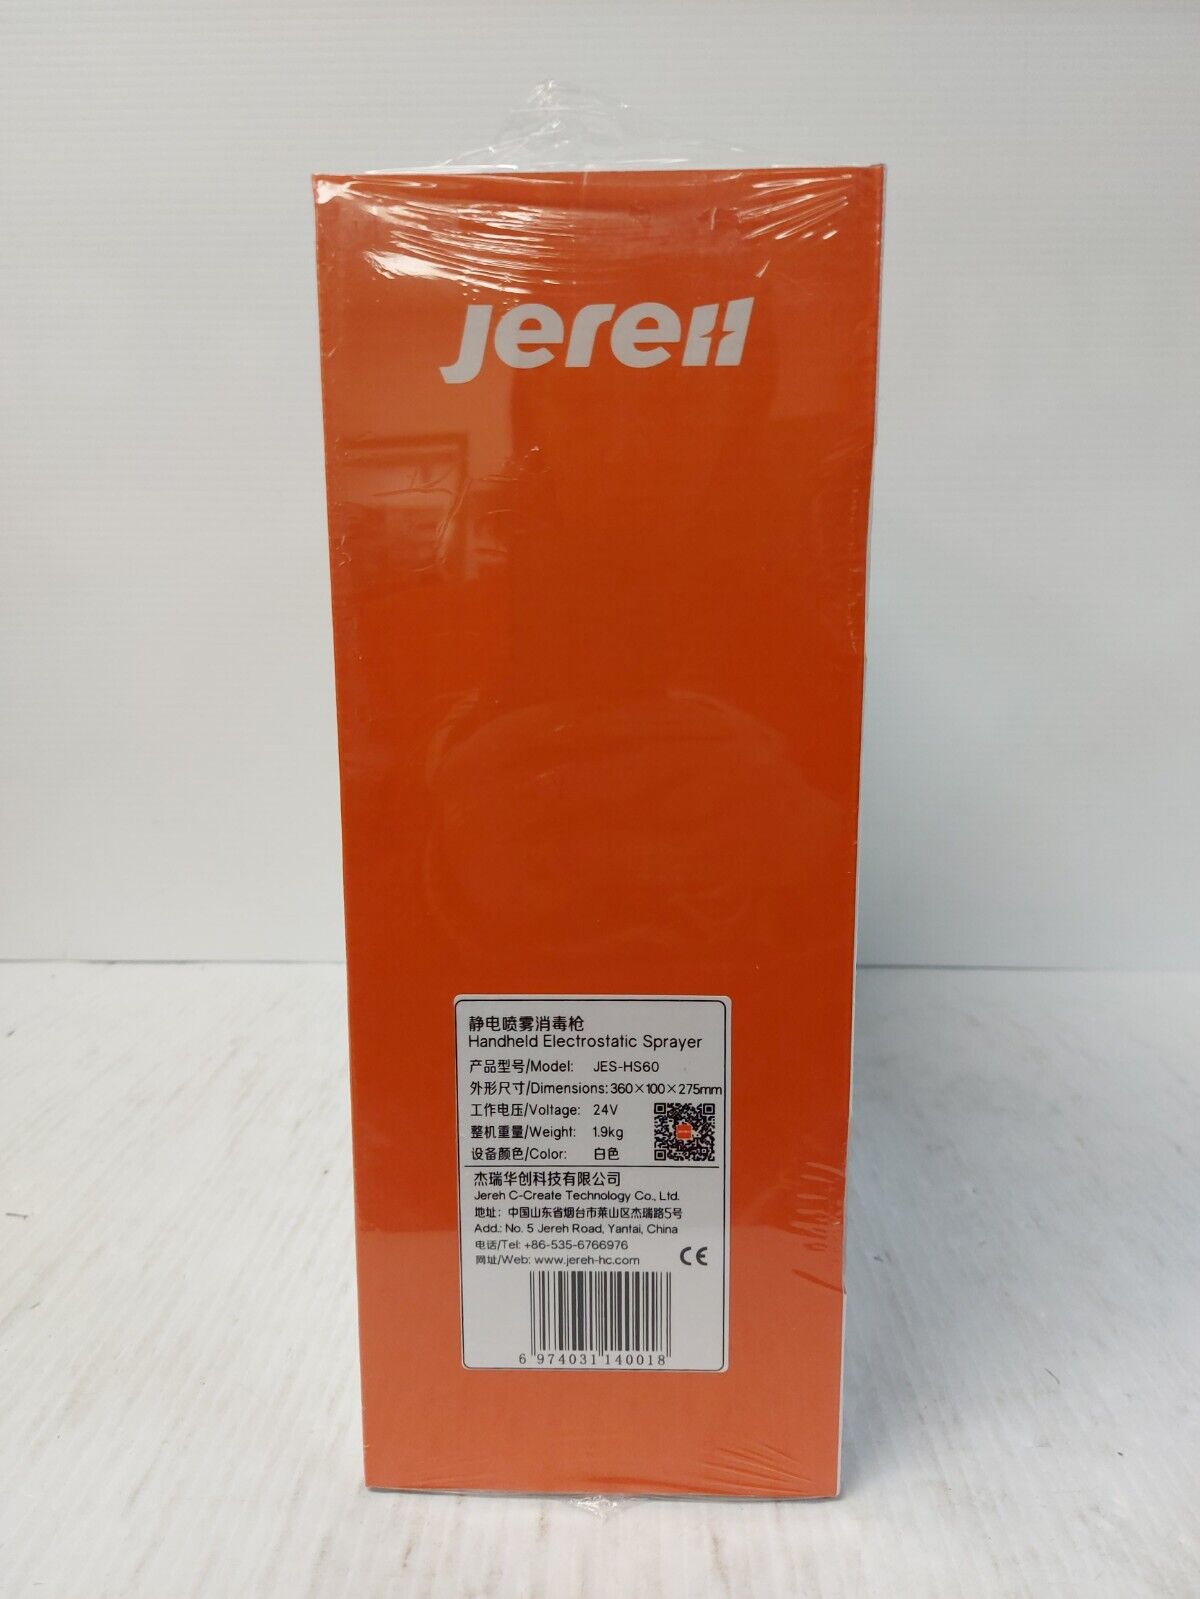 Jereh
静电喷雾消毒枪
Handheld Electrostatic Sprayer
产品型号/Model: JES-HS60
外形尺寸/Dimensions: 360×100×275mm
工作电压/Voltage: 24V
整机重量/Weight: 1.9kg
设备颜色/Color: 白色
杰瑞华创科技有限公司
Jereh C-Create Technology Co., Ltd.
地址: 中国山东省烟台市莱山区杰瑞路5号
Add.: No. 5 Jereh Road, Yantai, China
电话/Tel: +86-535-6766976
网址/Web: www.jereh-hc.com
CE
6 974031 140018